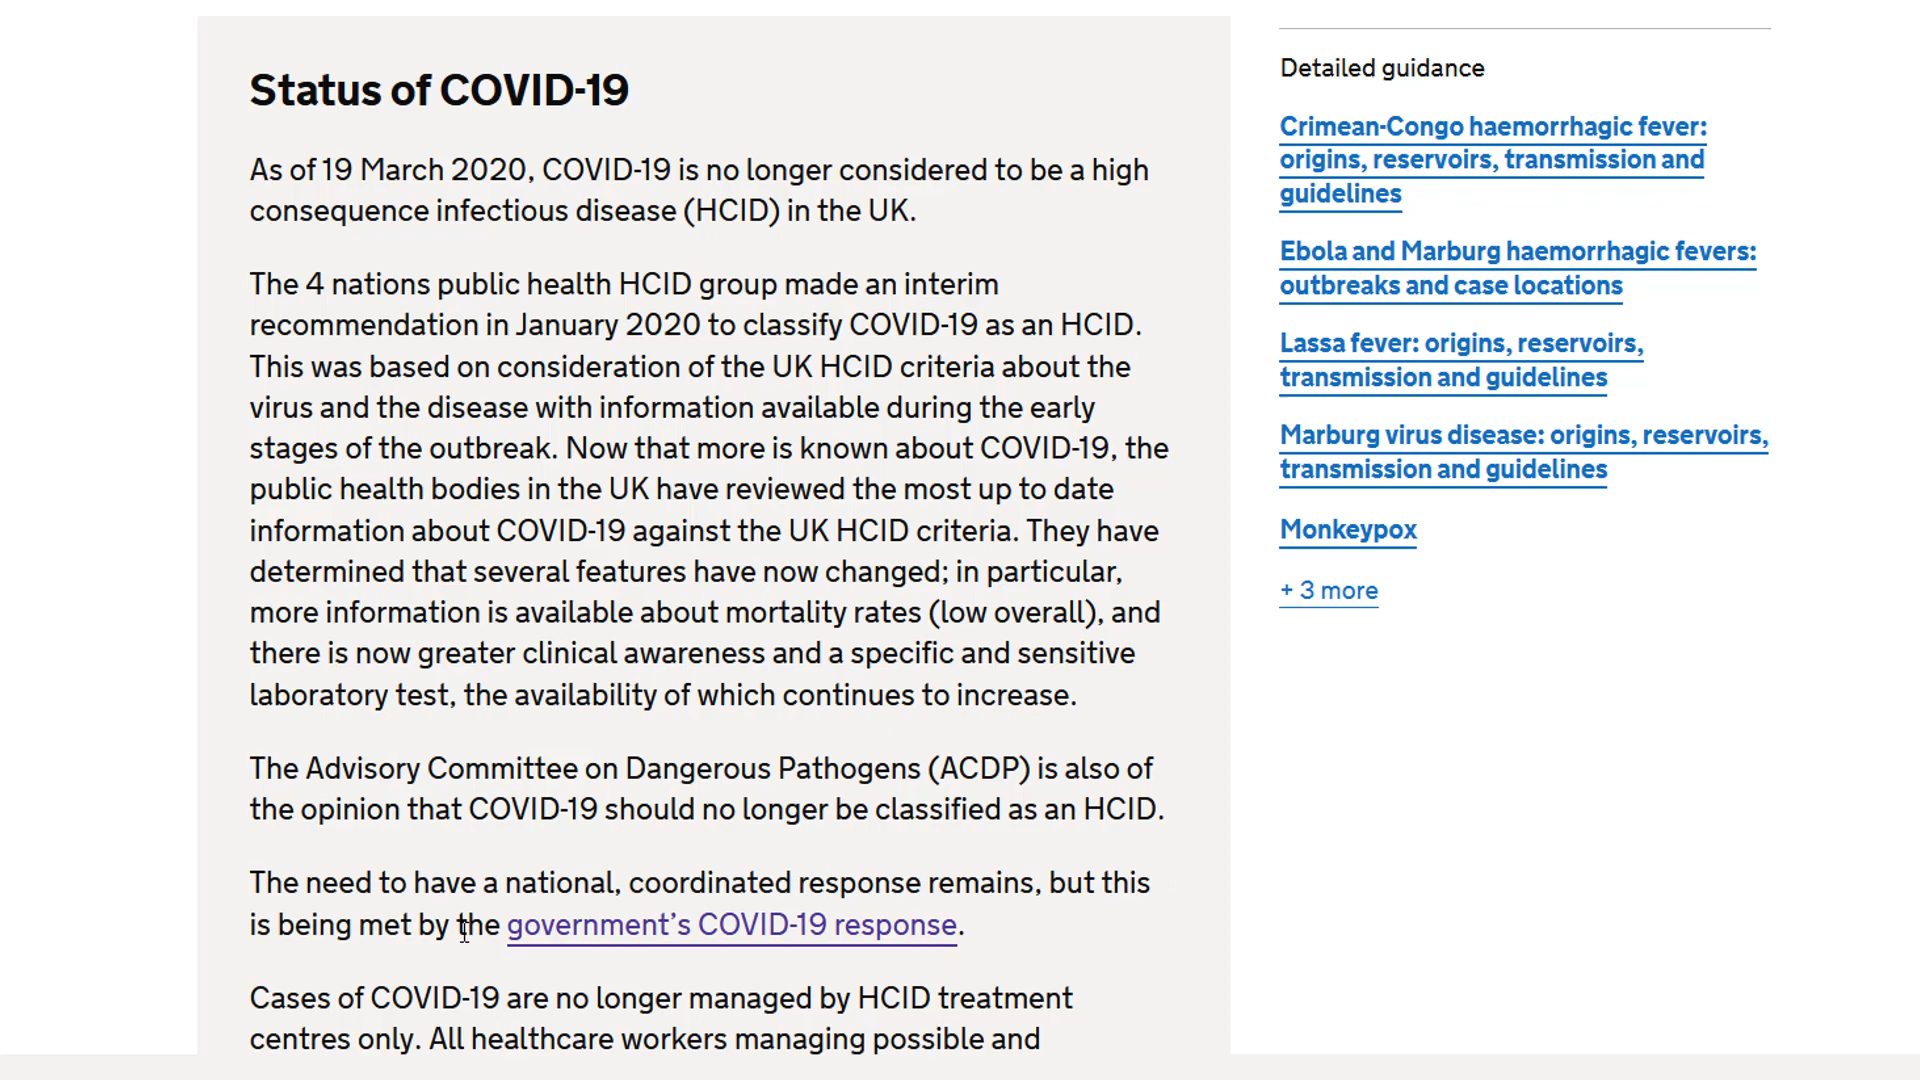 Status of COVID-19
As of 19 March 2020, COVID-19 is no longer considered to be a high
consequence infectious disease (HCID) in the UK.
The 4 nations public health HCID group made an interim
recommendation in January 2020 to classify COVID-19 as an HCID.
This was based on consideration of the UK HCID criteria about the
virus and the disease with information available during the early
stages of the outbreak. Now that more is known about COVID-19, the
public health bodies in the UK have reviewed the most up to date
information about COVID-19 against the UK HCID criteria. They have
determined that several features have now changed; in particular,
more information is available about mortality rates (low overall), and
there is now greater clinical awareness and a specific and sensitive
laboratory test, the availability of which continues to increase.
The Advisory Committee on Dangerous Pathogens (ACDP) is also of
the opinion that COVID-19 should no longer be classified as an HCID.
The need to have a national, coordinated response remains, but this
is being met by the government’s COVID-19 response.
Cases of COVID-19 are no longer managed by HCID treatment
centres only. All healthcare workers managing possible and
Detailed guidance
Crimean-Congo haemorrhagic fever:
origins, reservoirs, transmission and
guidelines
Ebola and Marburg haemorrhagic fevers:
outbreaks and case locations
Lassa fever: origins, reservoirs,
transmission and guidelines
Marburg virus disease: origins, reservoirs,
transmission and guidelines
Monkeypox
+ 3 more